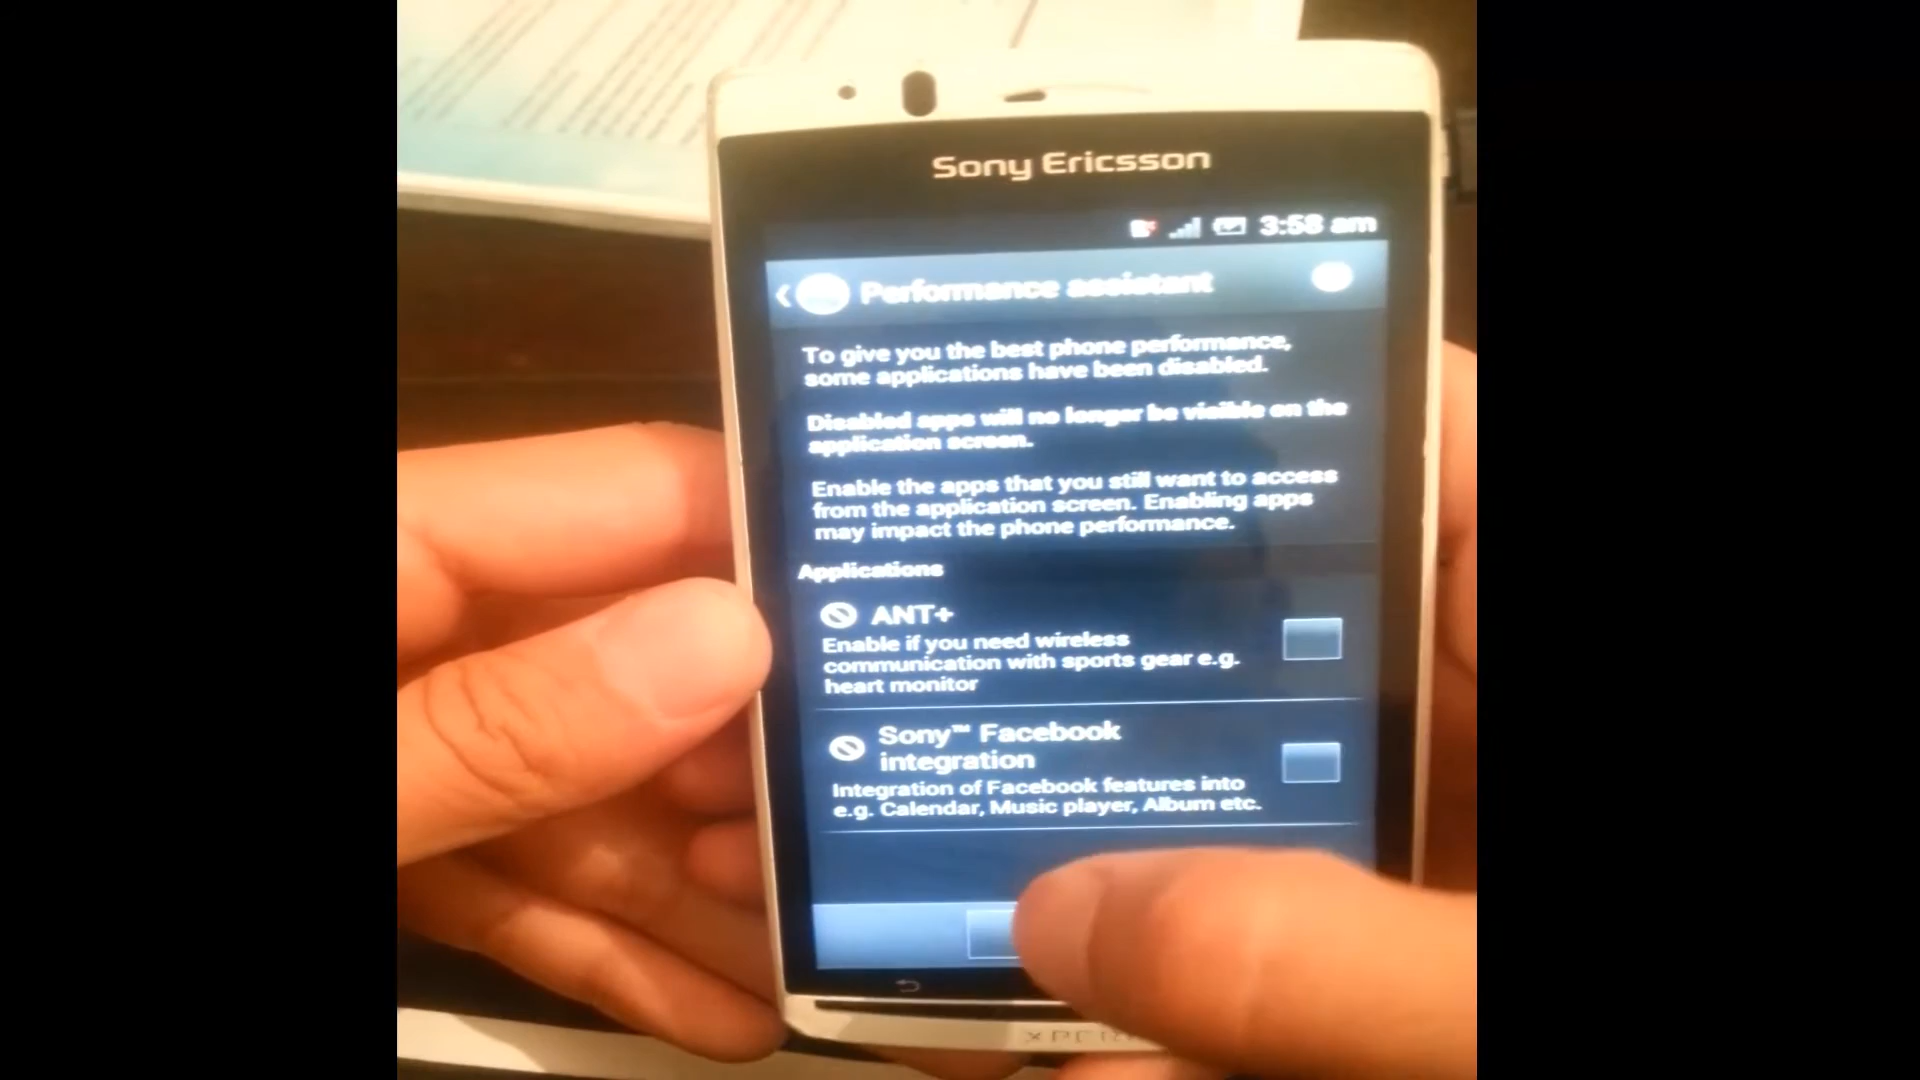 Sony Ericsson
3:58 am
Performance assistant
To give you the best phone performance,
some applications have been disabled.
Disabled apps will no longer be visible on the
application screen.
Enable the apps that you still want to access
from the application screen. Enabling apps
may impact the phone performance.
Applications
ANT+
Enable if you need wireless
communication with sports gear e.g.
heart monitor
Sony™ Facebook
integration
Integration of Facebook features into
e.g. Calendar, Music player, Album etc.